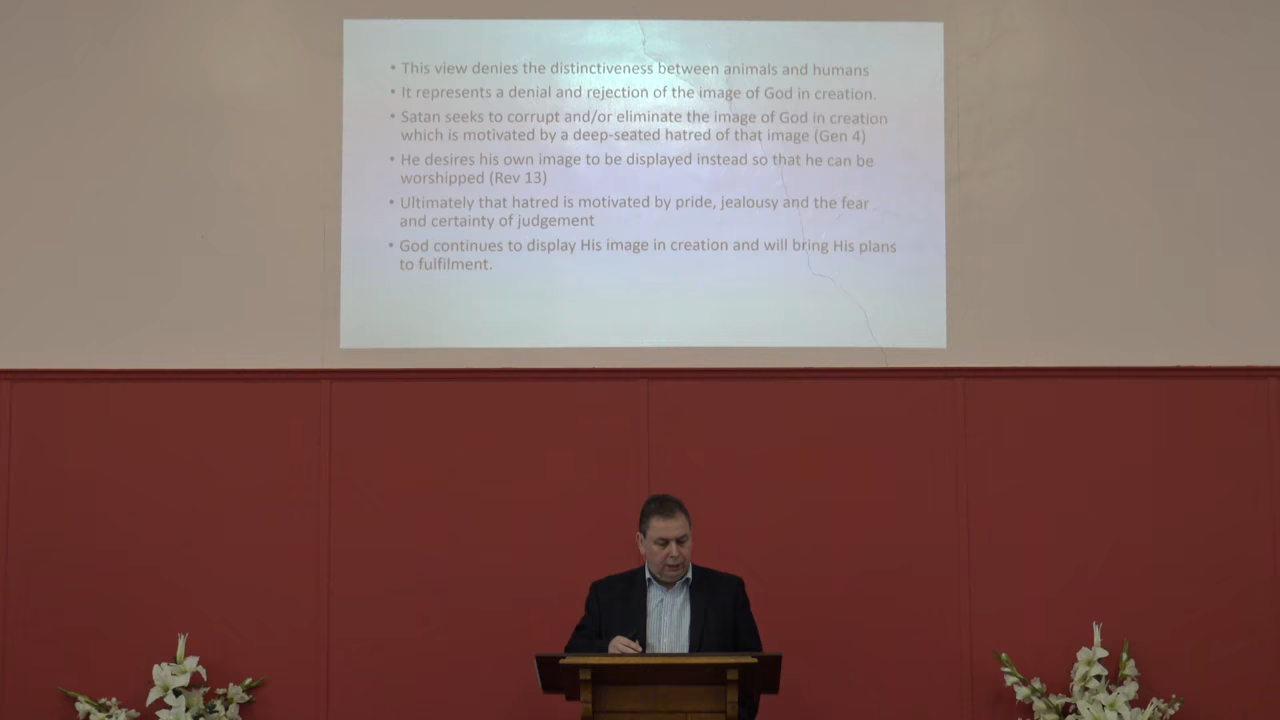 • This view denies the distinctiveness between animals and humans
• It represents a denial and rejection of the image of God in creation.
• Satan seeks to corrupt and/or eliminate the image of God in creation
which is motivated by a deep-seated hatred of that image (Gen 4)
• He desires his own image to be displayed instead so that he can be
worshipped (Rev 13)
• Ultimately that hatred is motivated by pride, jealousy and the fear
and certainty of judgement
• God continues to display His image in creation and will bring His plans
to fulfilment.